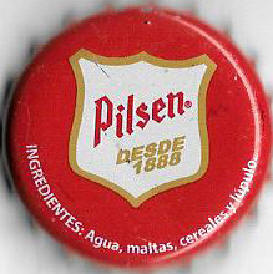 Pilsen®
DESDE
1888
INGREDIENTES: Agua, maltas, cereales y lúpulo